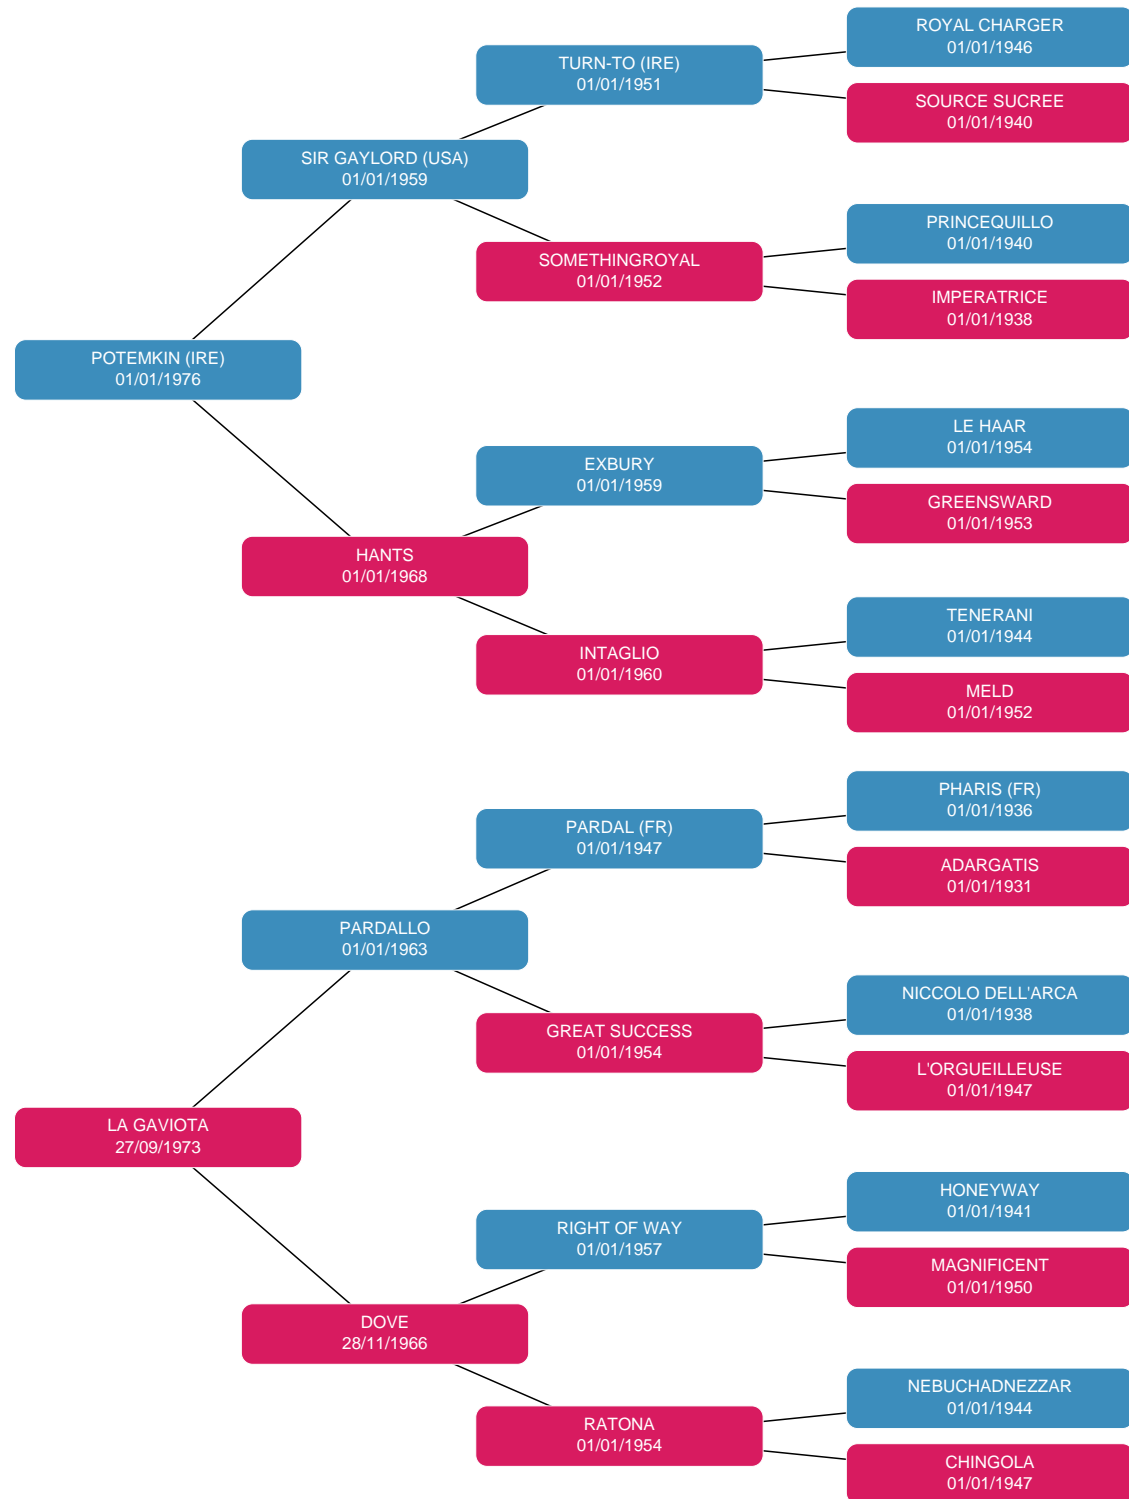 ROYAL CHARGER
01/01/1946
TURN-TO (IRE)
01/01/1951
SOURCE SUCREE
01/01/1940
SIR GAYLORD (USA)
01/01/1959
PRINCEQUILLO
01/01/1940
SOMETHINGROYAL
01/01/1952
IMPERATRICE
01/01/1938
POTEMKIN (IRE)
01/01/1976
LE HAAR
01/01/1954
EXBURY
01/01/1959
GREENSWARD
01/01/1953
HANTS
01/01/1968
TENERANI
01/01/1944
INTAGLIO
01/01/1960
MELD
01/01/1952
PHARIS (FR)
01/01/1936
PARDAL (FR)
01/01/1947
ADARGATIS
01/01/1931
PARDALLO
01/01/1963
NICCOLO DELL'ARCA
01/01/1938
GREAT SUCCESS
01/01/1954
L'ORGUEILLEUSE
01/01/1947
LA GAVIOTA
27/09/1973
HONEYWAY
01/01/1941
RIGHT OF WAY
01/01/1957
MAGNIFICENT
01/01/1950
DOVE
28/11/1966
NEBUCHADNEZZAR
01/01/1944
RATONA
01/01/1954
CHINGOLA
01/01/1947